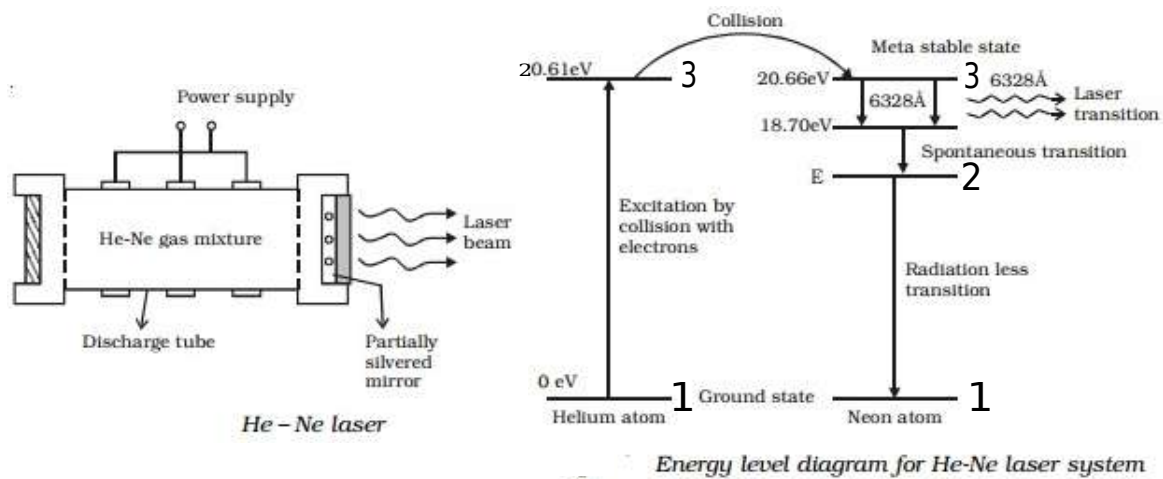 Power supply
He-Ne gas mixture
Laser
beam
Discharge tube
Partially
silvered
mirror
He – Ne laser
Collision
Meta stable state
20.61eV
3
20.66eV
3
6328Å
6328Å
Laser
transition
18.70eV
Spontaneous transition
E
2
Excitation by
collision with
electrons
Radiation less
transition
0 eV
1
Ground state
1
Helium atom
Neon atom
Energy level diagram for He-Ne laser system